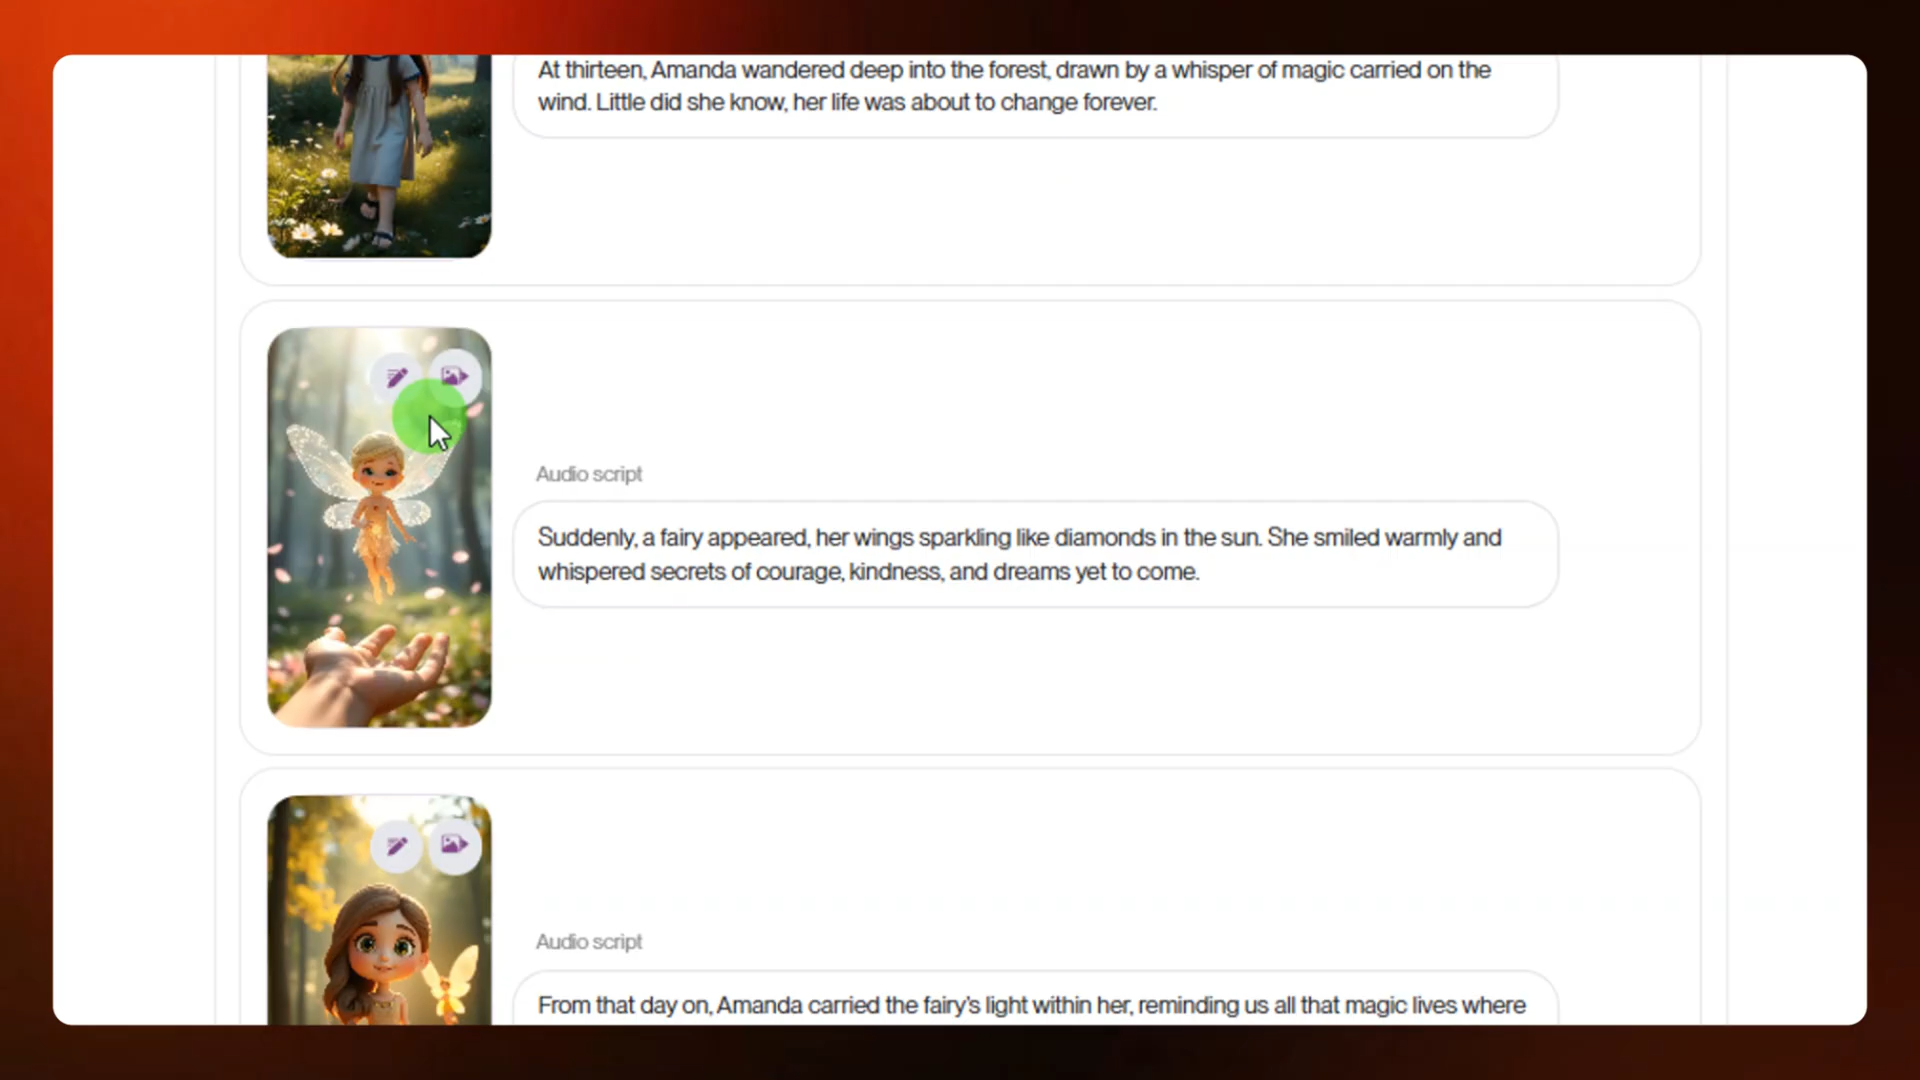 At thirteen, Amanda wandered deep into the forest, drawn by a whisper of magic carried on the
wind. Little did she know, her life was about to change forever.
Audio script
Suddenly, a fairy appeared, her wings sparkling like diamonds in the sun. She smiled warmly and
whispered secrets of courage, kindness, and dreams yet to come.
Audio script
From that day on, Amanda carried the fairy's light within her, reminding us all that magic lives where